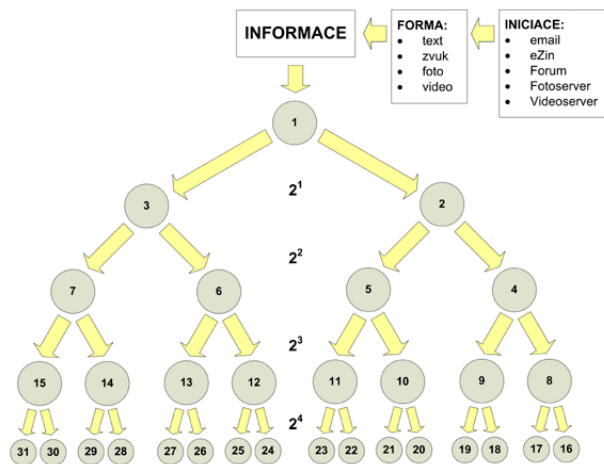 INFORMACE
FORMA:
• text
• zvuk
• foto
• video
INICIACE:
• email
• eZin
• Forum
• Fotoserver
• Videoserver
1
2¹
3 2
2²
7 6 5 4
2³
15 14 13 12 11 10 9 8
2⁴
31 30 29 28 27 26 25 24 23 22 21 20 19 18 17 16